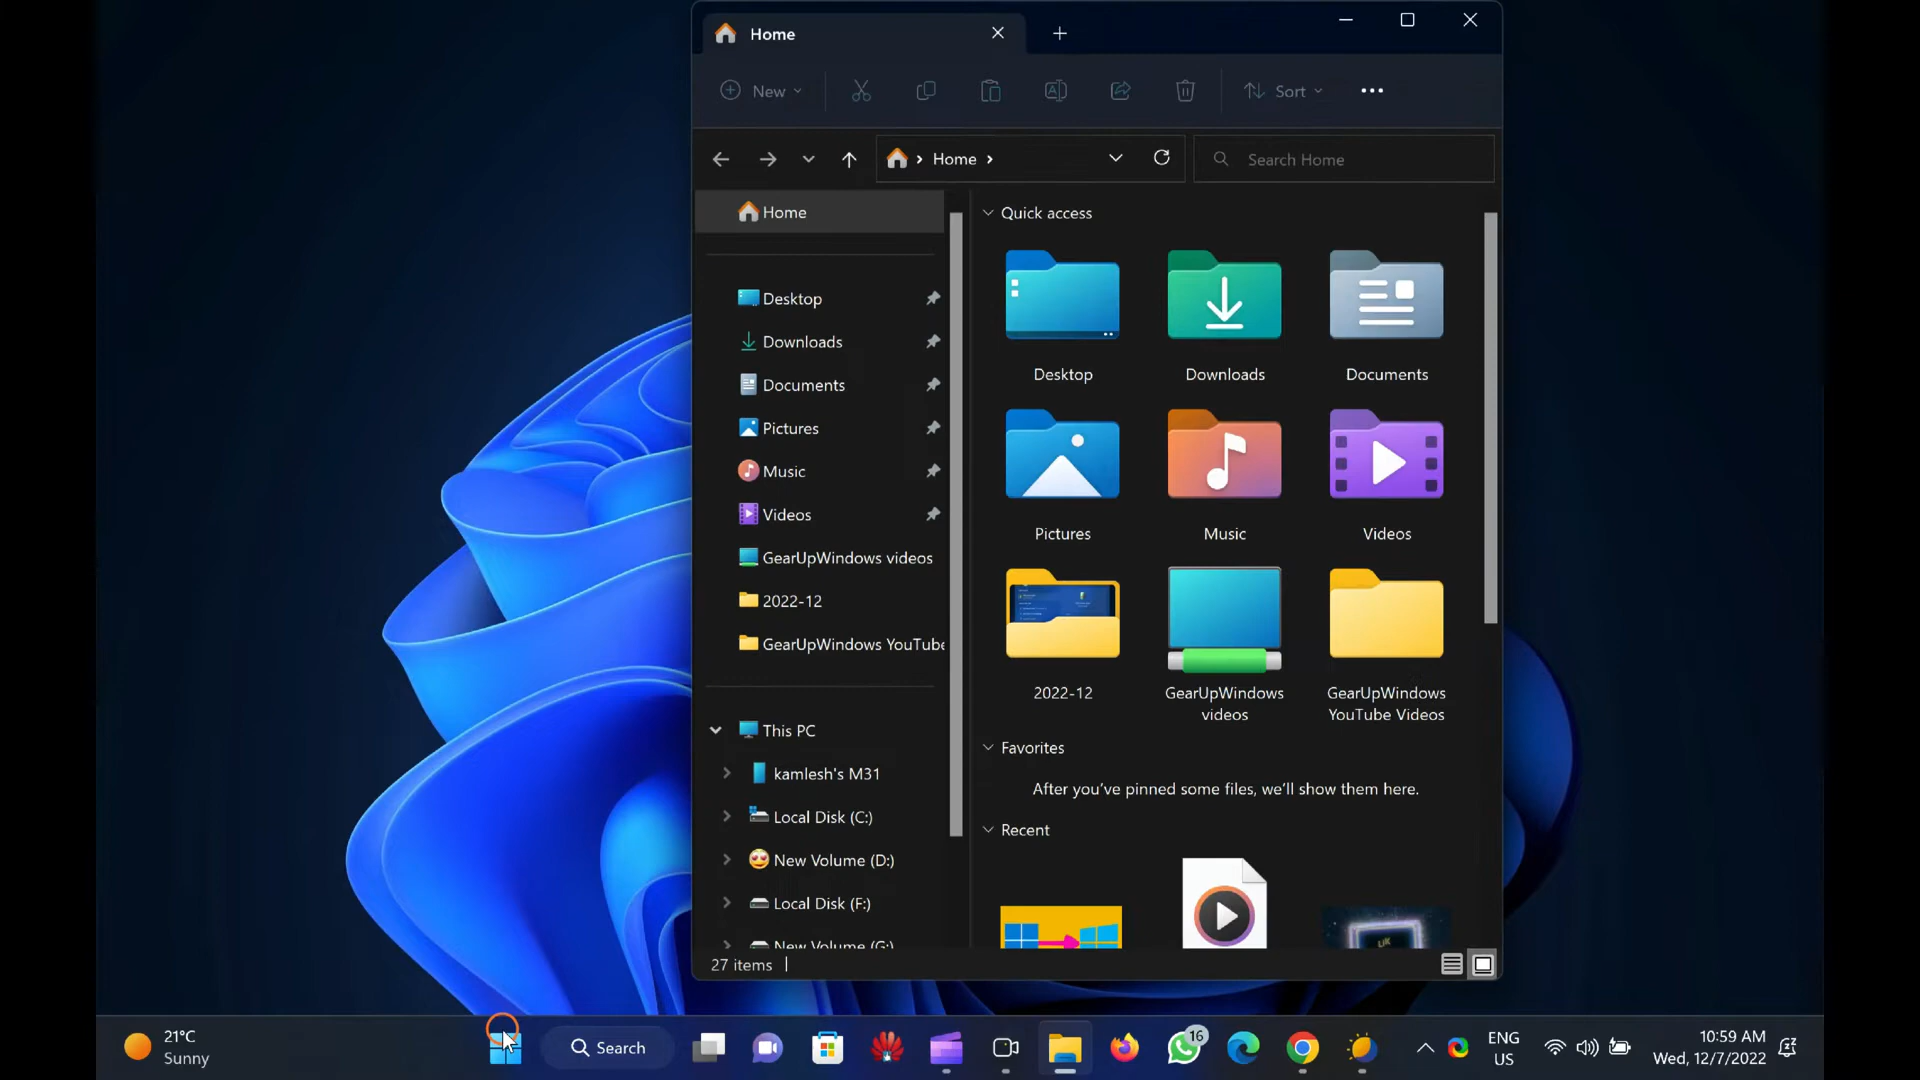 Home
New
Sort
Home
Search Home
Home
Desktop
Downloads
Documents
Pictures
Music
Videos
GearUpWindows videos
2022-12
GearUpWindows YouTube
This PC
kamlesh's M31
Local Disk (C:)
New Volume (D:)
Local Disk (F:)
New Volume (G:)
Quick access
Desktop
Downloads
Documents
Pictures
Music
Videos
2022-12
GearUpWindows
videos
GearUpWindows
YouTube Videos
Favorites
After you've pinned some files, we'll show them here.
Recent
27 items
21°C
Sunny
Search
16
ENG
US
10:59 AM
Wed, 12/7/2022